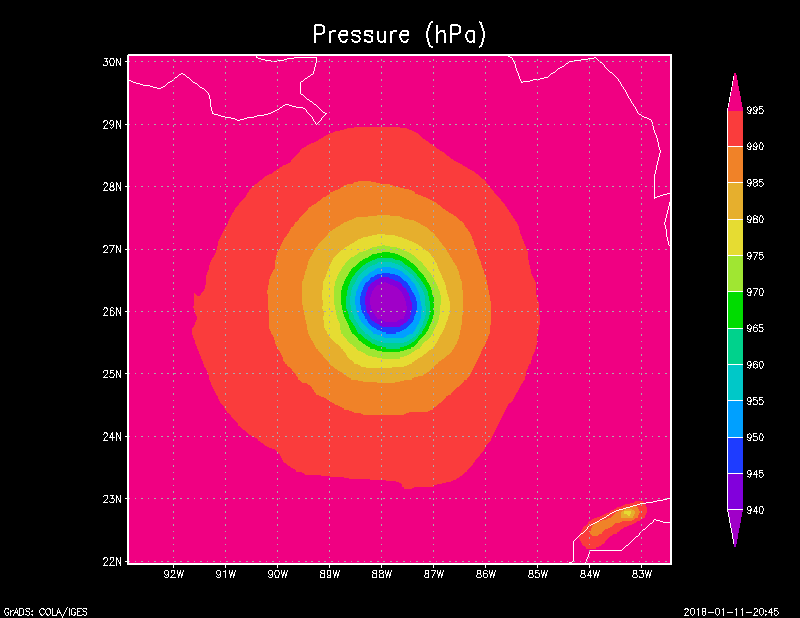 Pressure (hPa)
30N
29N
28N
27N
26N
25N
24N
23N
22N
92W 91W 90W 89W 88W 87W 86W 85W 84W 83W
995
990
985
980
975
970
965
960
955
950
945
940
GrADS: COLA/IGES
2018-01-11-20:45